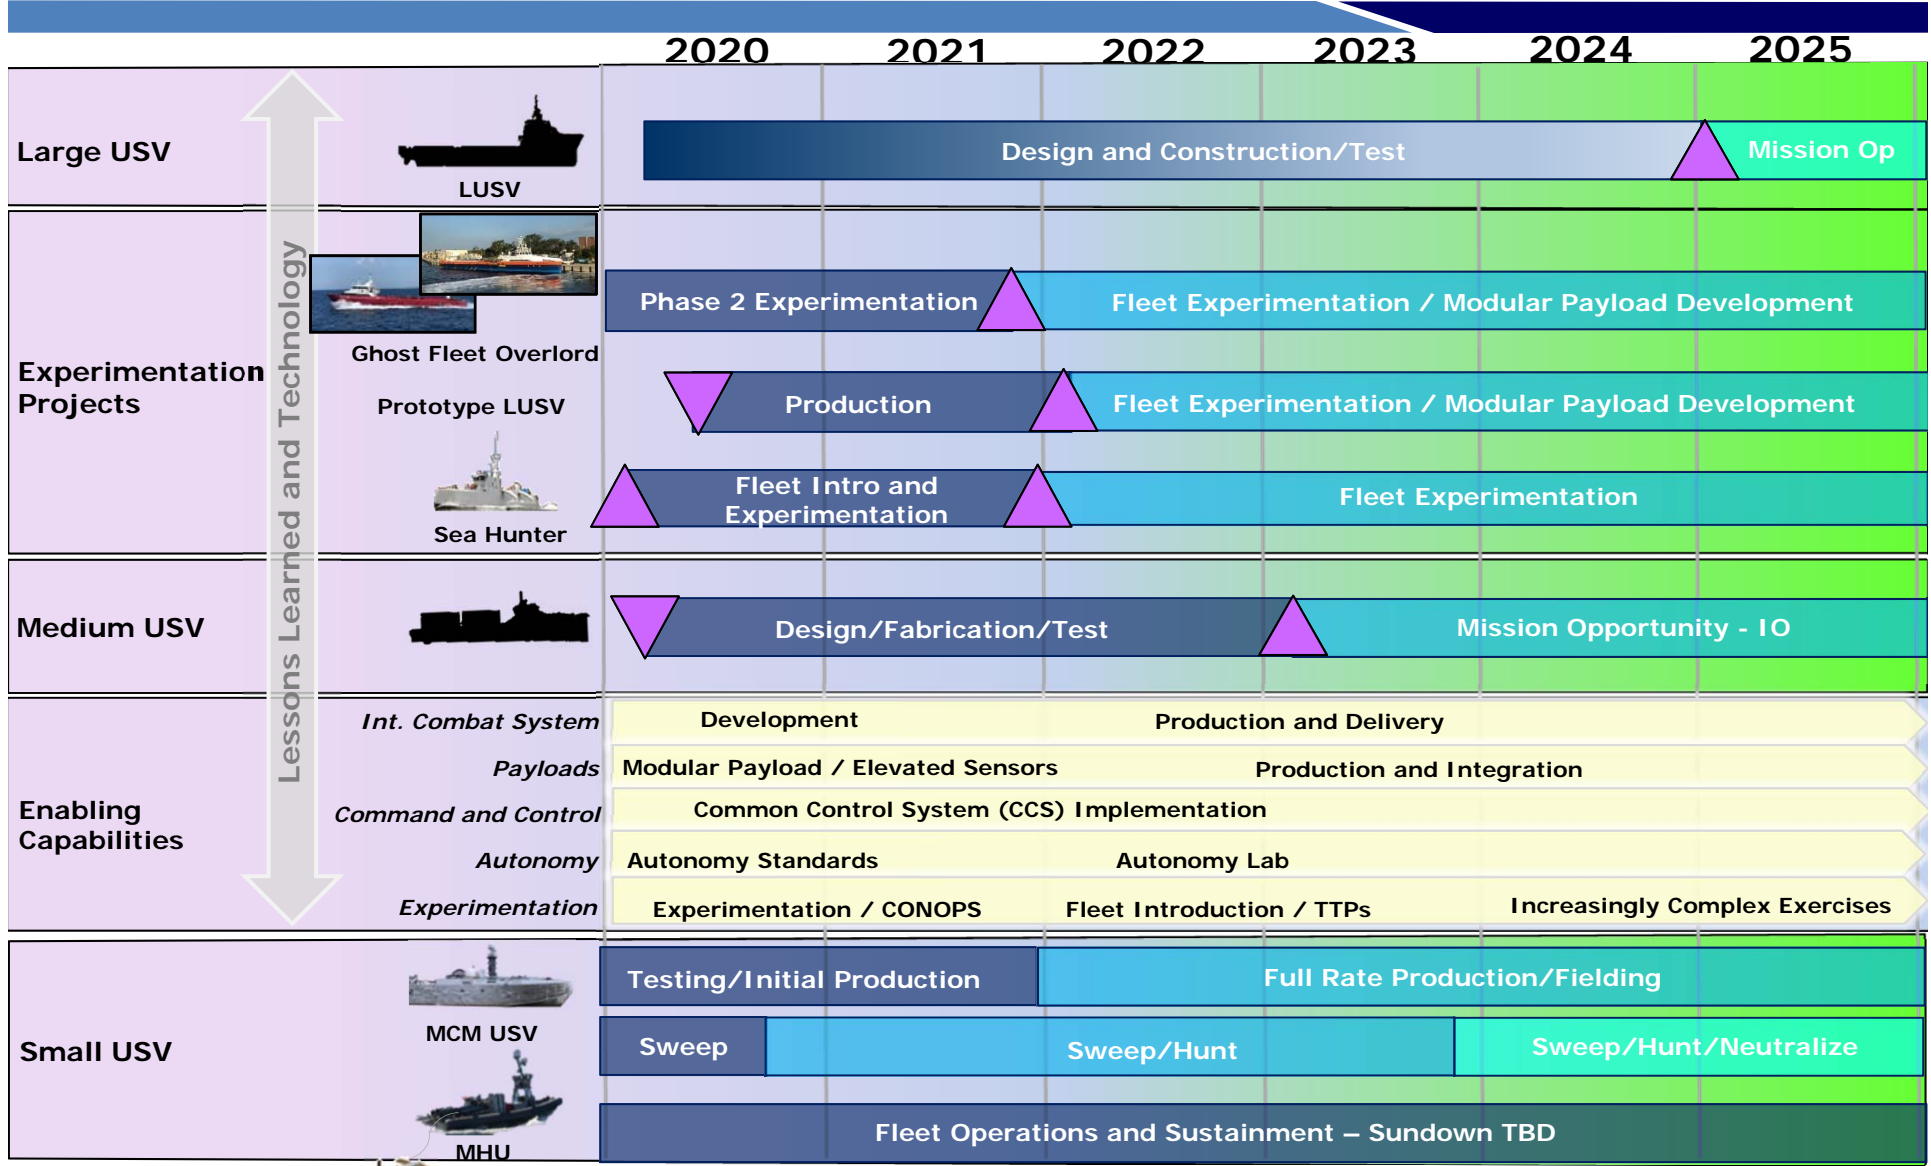 2020 2021 2022 2023 2024 2025
Large USV
LUSV
Design and Construction/Test
Mission Op
Lessons Learned and Technology
Experimentation
Projects
Ghost Fleet Overlord
Phase 2 Experimentation
Fleet Experimentation / Modular Payload Development
Prototype LUSV
Production
Fleet Experimentation / Modular Payload Development
Sea Hunter
Fleet Intro and
Experimentation
Fleet Experimentation
Medium USV
Design/Fabrication/Test
Mission Opportunity - IO
Enabling
Capabilities
Int. Combat System
Development
Production and Delivery
Payloads
Modular Payload / Elevated Sensors
Production and Integration
Command and Control
Common Control System (CCS) Implementation
Autonomy
Autonomy Standards
Autonomy Lab
Experimentation
Experimentation / CONOPS
Fleet Introduction / TTPs
Increasingly Complex Exercises
Small USV
MCM USV
Testing/Initial Production
Full Rate Production/Fielding
Sweep
Sweep/Hunt
Sweep/Hunt/Neutralize
MHU
Fleet Operations and Sustainment – Sundown TBD